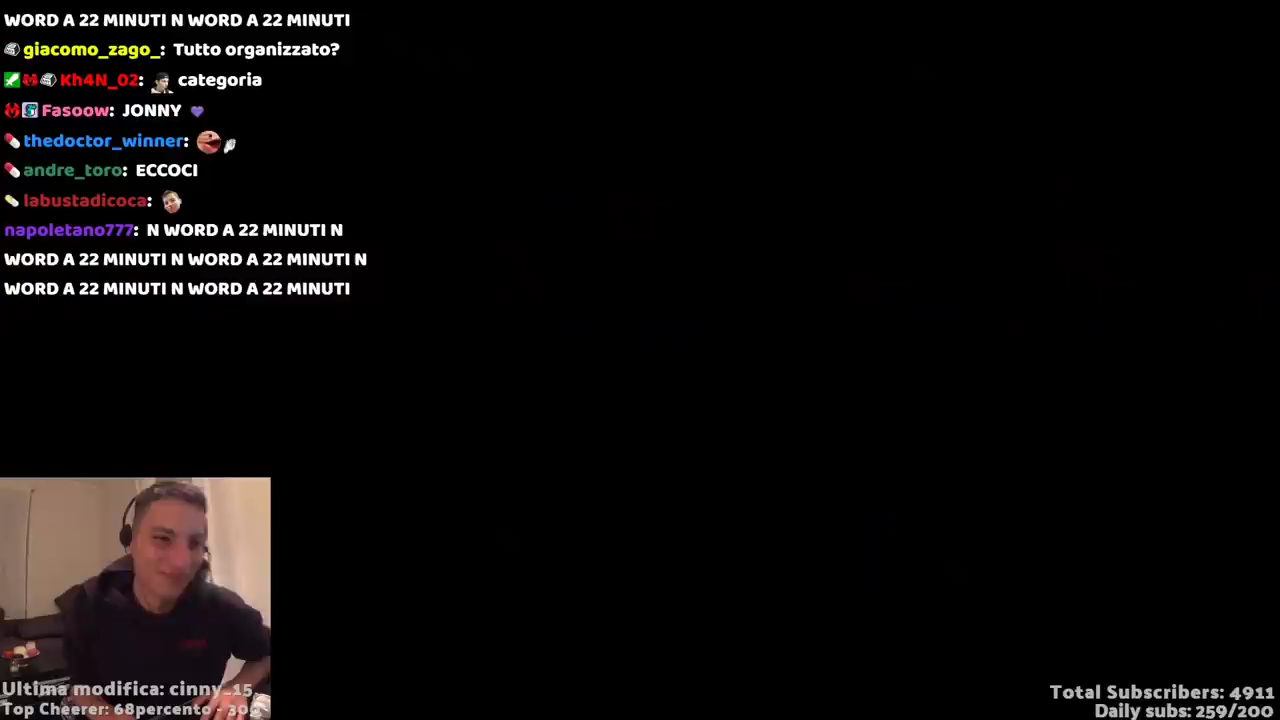 WORD A 22 MINUTI N WORD A 22 MINUTI
giacomo_zago_: Tutto organizzato?
Kh4N_02: categoria
Fasoow: JONNY
thedoctor_winner:
andre_toro: ECCOCI
labustadicoca:
napoletano777: N WORD A 22 MINUTI N
WORD A 22 MINUTI N WORD A 22 MINUTI N
WORD A 22 MINUTI N WORD A 22 MINUTI
Ultima modifica: cinny_15
Top Cheerer: 68percento -
Total Subscribers: 4911
Daily subs: 259/200